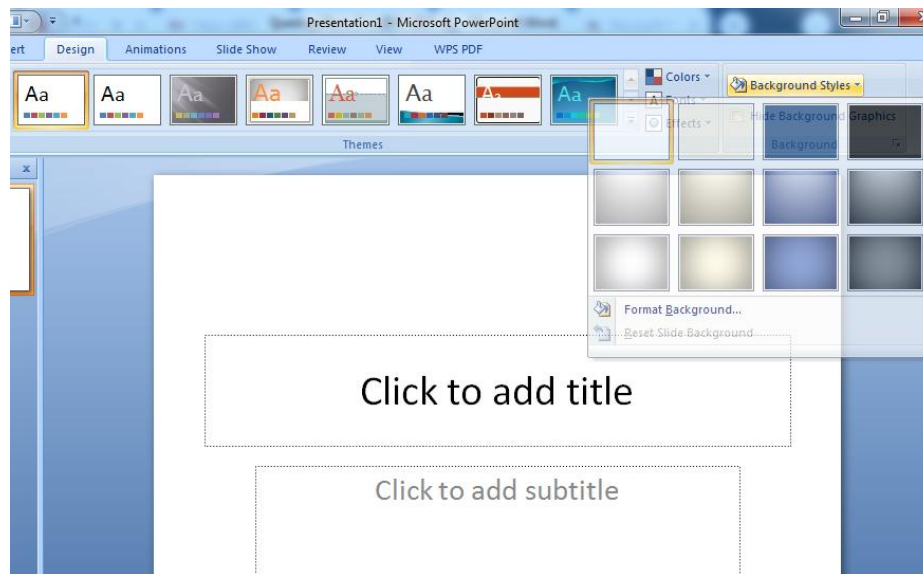 Presentation1 - Microsoft PowerPoint
ert Design Animations Slide Show Review View WPS PDF
Aa Aa Aa Aa Aa Aa Aa Aa
Colors
Fonts
Effects
Background Styles
Hide Background Graphics
Themes
Background
Format Background...
Reset Slide Background
Click to add title
Click to add subtitle